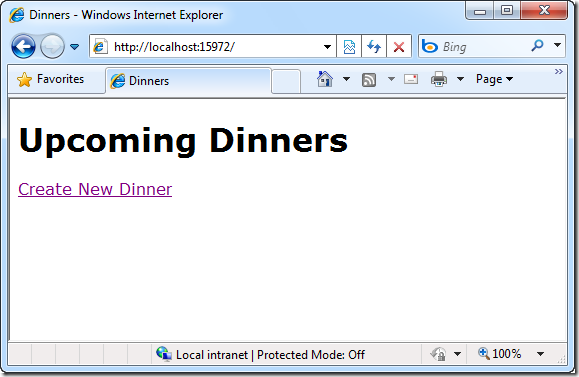 Dinners - Windows Internet Explorer
http://localhost:15972/
Bing
Favorites
Dinners
Page
»
Upcoming Dinners
Create New Dinner
Local intranet | Protected Mode: Off
100%